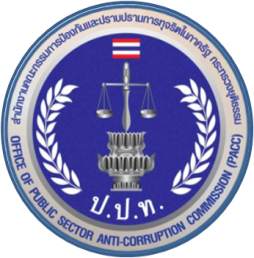 สำนักงานคณะกรรมการป้องกันและปราบปรามการทุจริตในภาครัฐ กระทรวงยุติธรรม
ป.ป.ท.
OFFICE OF PUBLIC SECTOR ANTI-CORRUPTION COMMISSION (PACC)